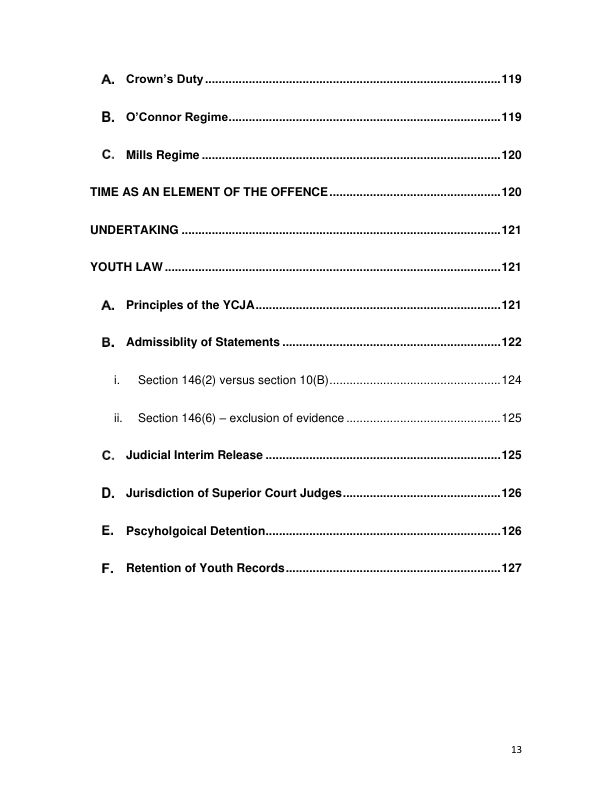 A. Crown’s Duty ........................................................................................119
B. O’Connor Regime.................................................................................119
C. Mills Regime .........................................................................................120
TIME AS AN ELEMENT OF THE OFFENCE...................................................120
UNDERTAKING ...............................................................................................121
YOUTH LAW ....................................................................................................121
A. Principles of the YCJA.........................................................................121
B. Admissiblity of Statements .................................................................122
i. Section 146(2) versus section 10(B)...................................................124
ii. Section 146(6) – exclusion of evidence ..............................................125
C. Judicial Interim Release ......................................................................125
D. Jurisdiction of Superior Court Judges...............................................126
E. Pscyholgoical Detention......................................................................126
F. Retention of Youth Records................................................................127
13